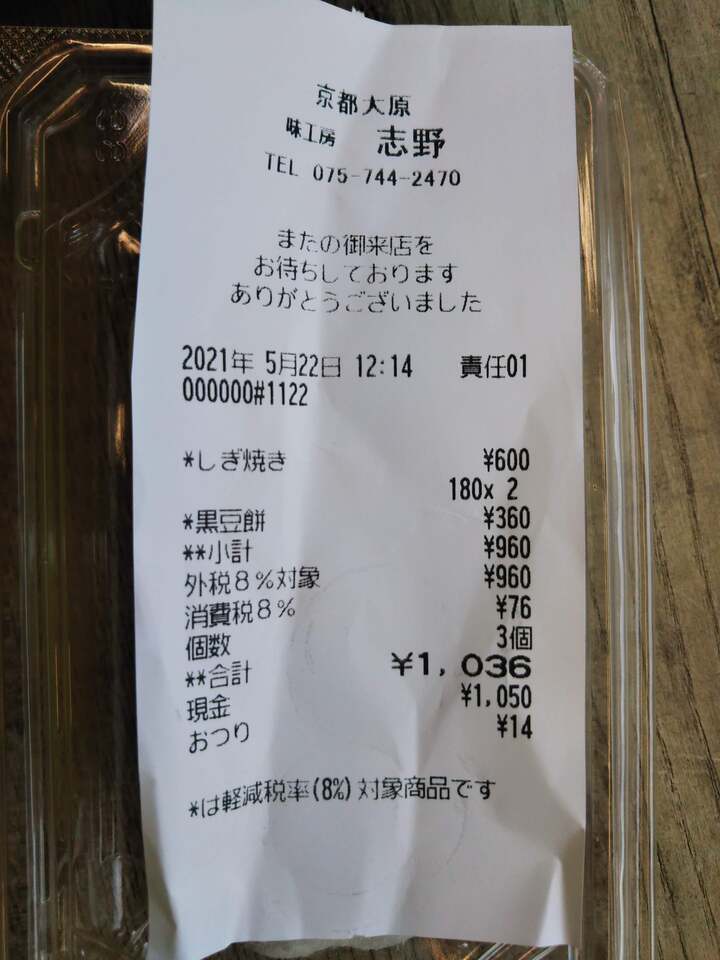 京都大原
味工房 志野
TEL 075-744-2470
またの御来店を
お待ちしております
ありがとうございました
2021年 5月22日 12:14 責任01
000000#1122
*しぎ焼き ¥600
180x 2
*黒豆餅 ¥360
**小計 ¥960
外税8%対象 ¥960
消費税8% ¥76
個数 3個
**合計 ¥1,036
現金 ¥1,050
おつり ¥14
*は軽減税率(8%)対象商品です